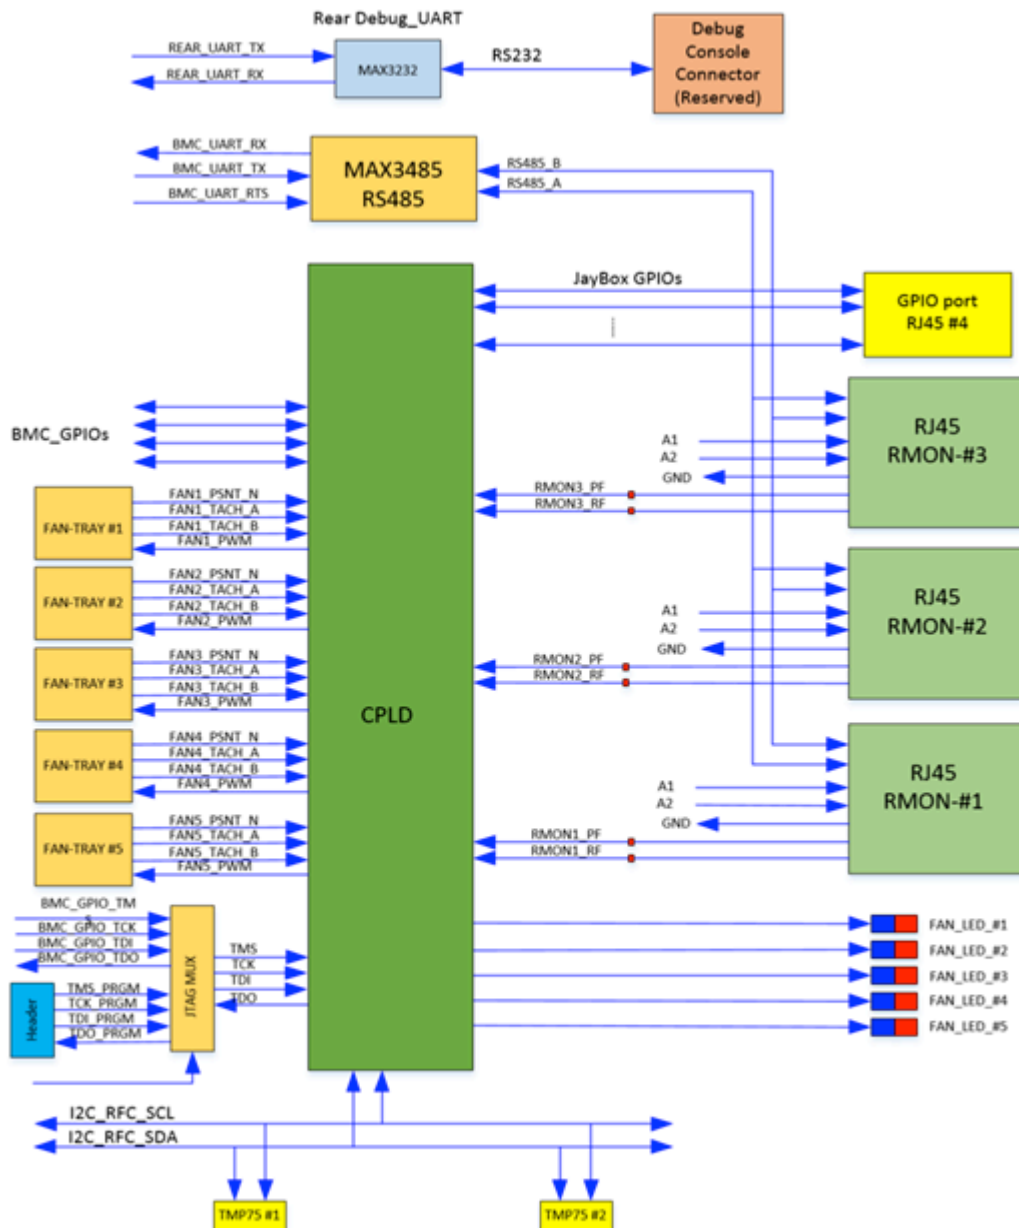 Rear Debug_UART
REAR_UART_TX
REAR_UART_RX
MAX3232
RS232
Debug
Console
Connector
(Reserved)
BMC_UART_RX
BMC_UART_TX
BMC_UART_RTS
MAX3485
RS485
RS485_B
RS485_A
JayBox GPIOs
GPIO port
RJ45 #4
BMC_GPIOs
RJ45
RMON-#3
A1
A2
GND
RMON3_PF
RMON3_RF
FAN-TRAY #1
FAN1_PSNT_N
FAN1_TACH_A
FAN1_TACH_B
FAN1_PWM
FAN-TRAY #2
FAN2_PSNT_N
FAN2_TACH_A
FAN2_TACH_B
FAN2_PWM
RJ45
RMON-#2
A1
A2
GND
RMON2_PF
RMON2_RF
FAN-TRAY #3
FAN3_PSNT_N
FAN3_TACH_A
FAN3_TACH_B
FAN3_PWM
CPLD
FAN-TRAY #4
FAN4_PSNT_N
FAN4_TACH_A
FAN4_TACH_B
FAN4_PWM
RJ45
RMON-#1
A1
A2
GND
RMON1_PF
RMON1_RF
FAN-TRAY #5
FAN5_PSNT_N
FAN5_TACH_A
FAN5_TACH_B
FAN5_PWM
BMC_GPIO_TM
S
BMC_GPIO_TCK
BMC_GPIO_TDI
BMC_GPIO_TDO
JTAG MUX
TMS
TCK
TDI
TDO
Header
TMS_PRGM
TCK_PRGM
TDI_PRGM
TDO_PRGM
FAN_LED_#1
FAN_LED_#2
FAN_LED_#3
FAN_LED_#4
FAN_LED_#5
I2C_RFC_SCL
I2C_RFC_SDA
TMP75 #1
TMP75 #2